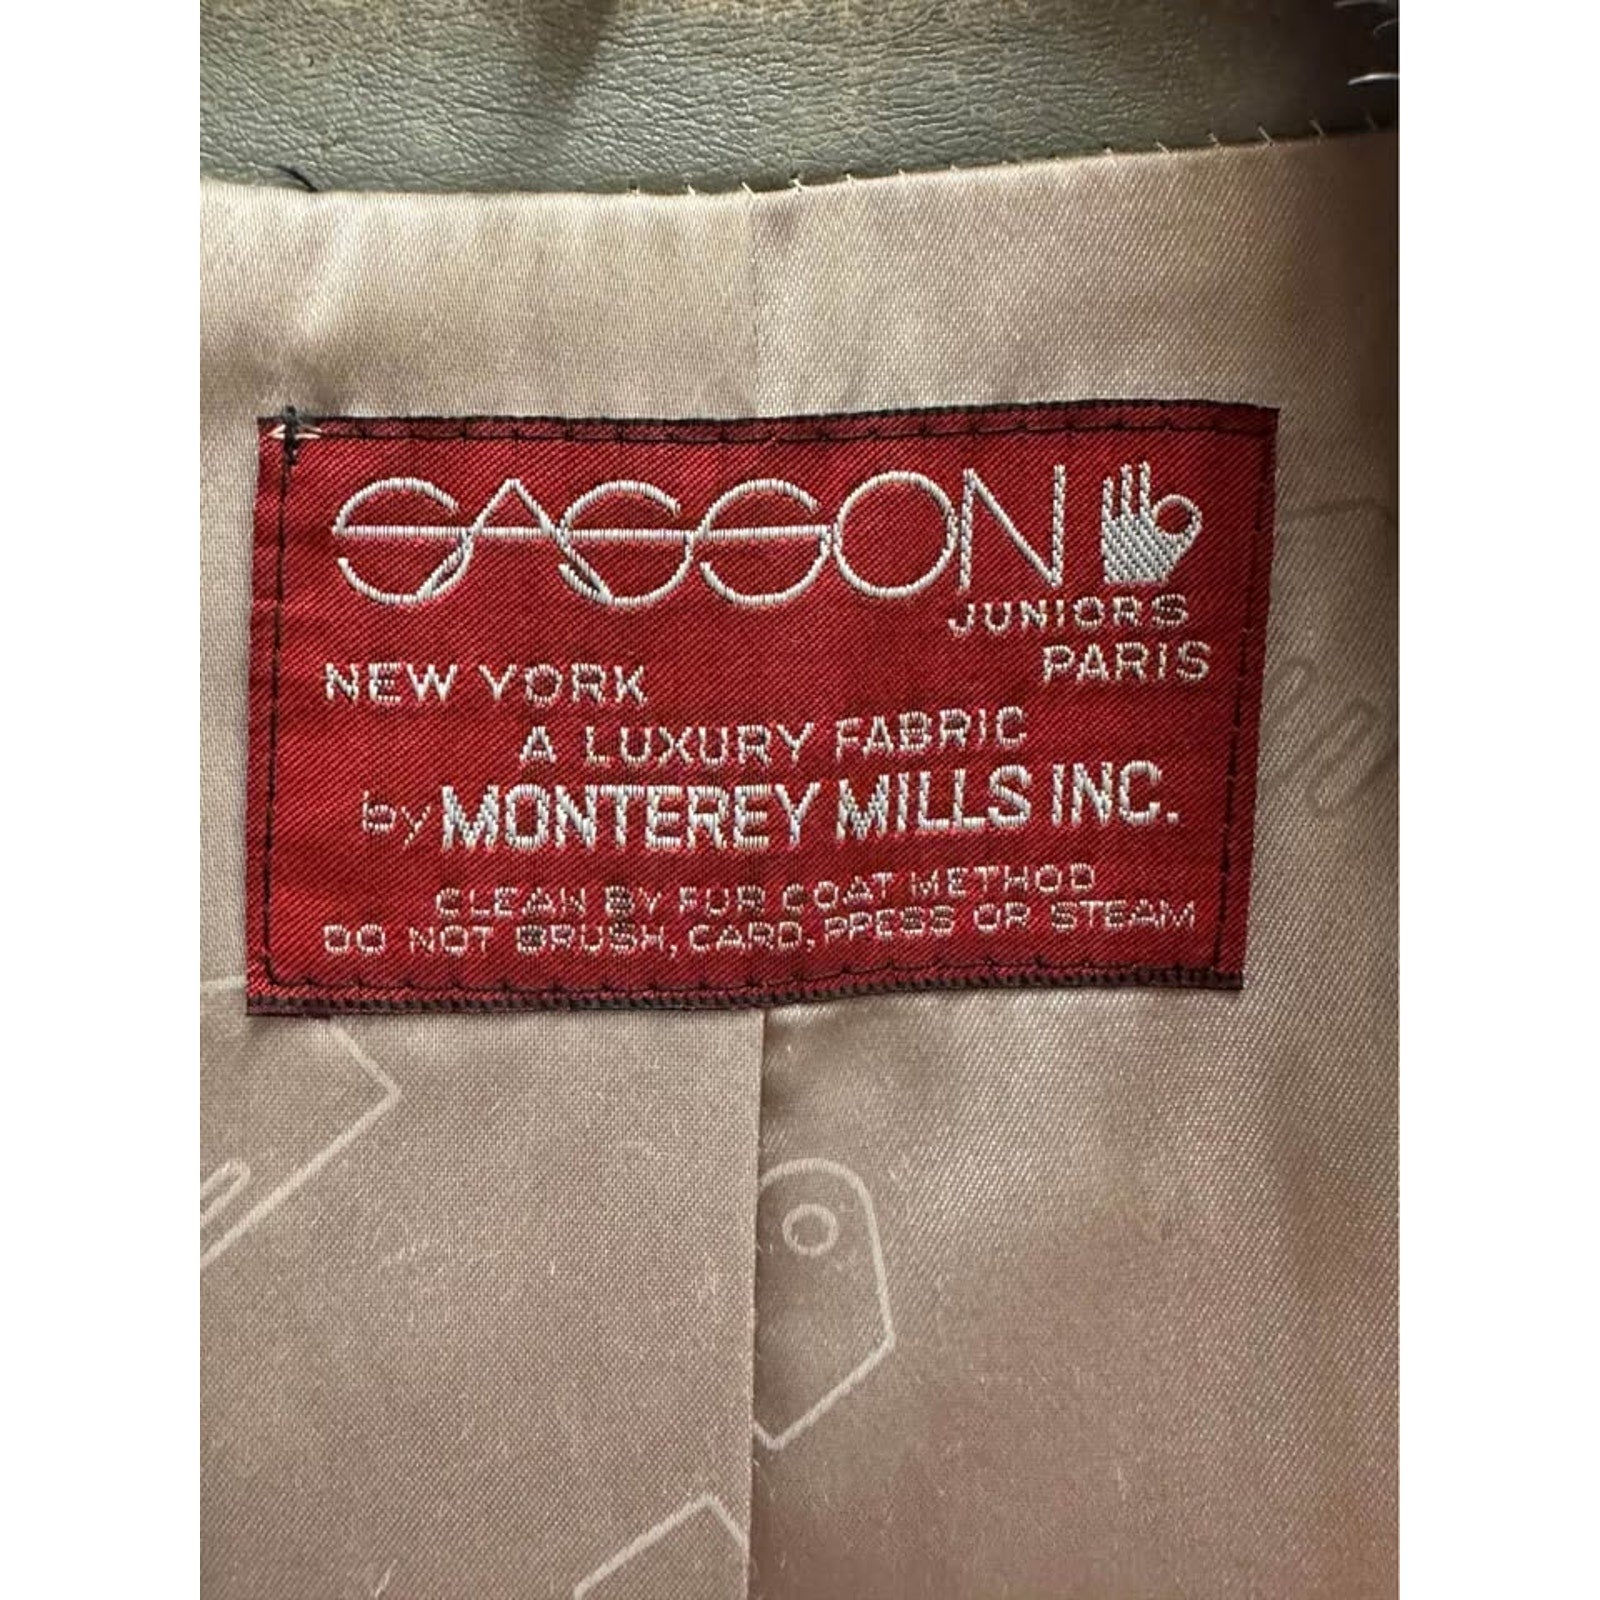 SASSON
JUNIORS
NEW YORK PARIS
A LUXURY FABRIC
by MONTEREY MILLS INC.
CLEAN BY FUR COAT METHOD
DO NOT BRUSH, CARD, PRESS OR STEAM